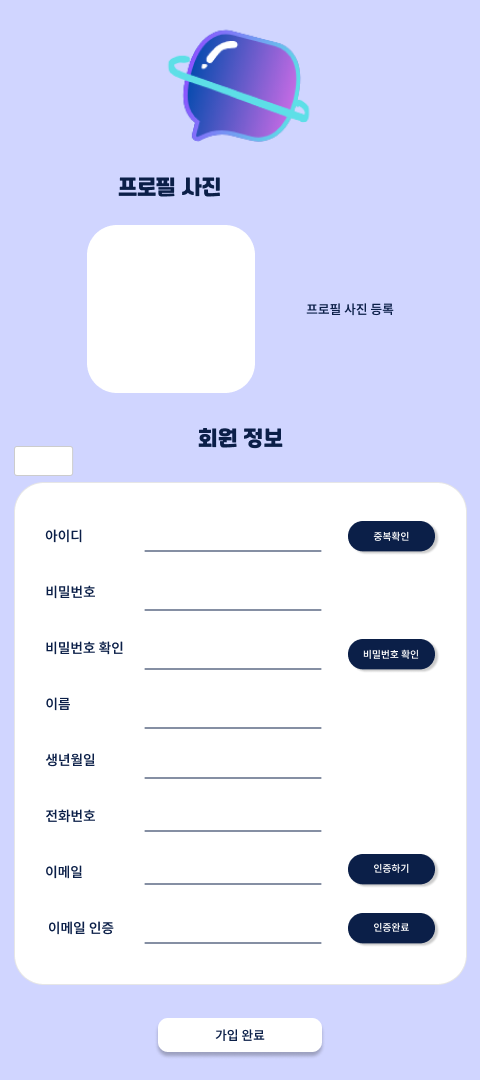 프로필 사진
프로필 사진 등록
회원 정보
아이디
중복확인
비밀번호
비밀번호 확인
비밀번호 확인
이름
생년월일
전화번호
이메일
인증하기
이메일 인증
인증완료
가입 완료